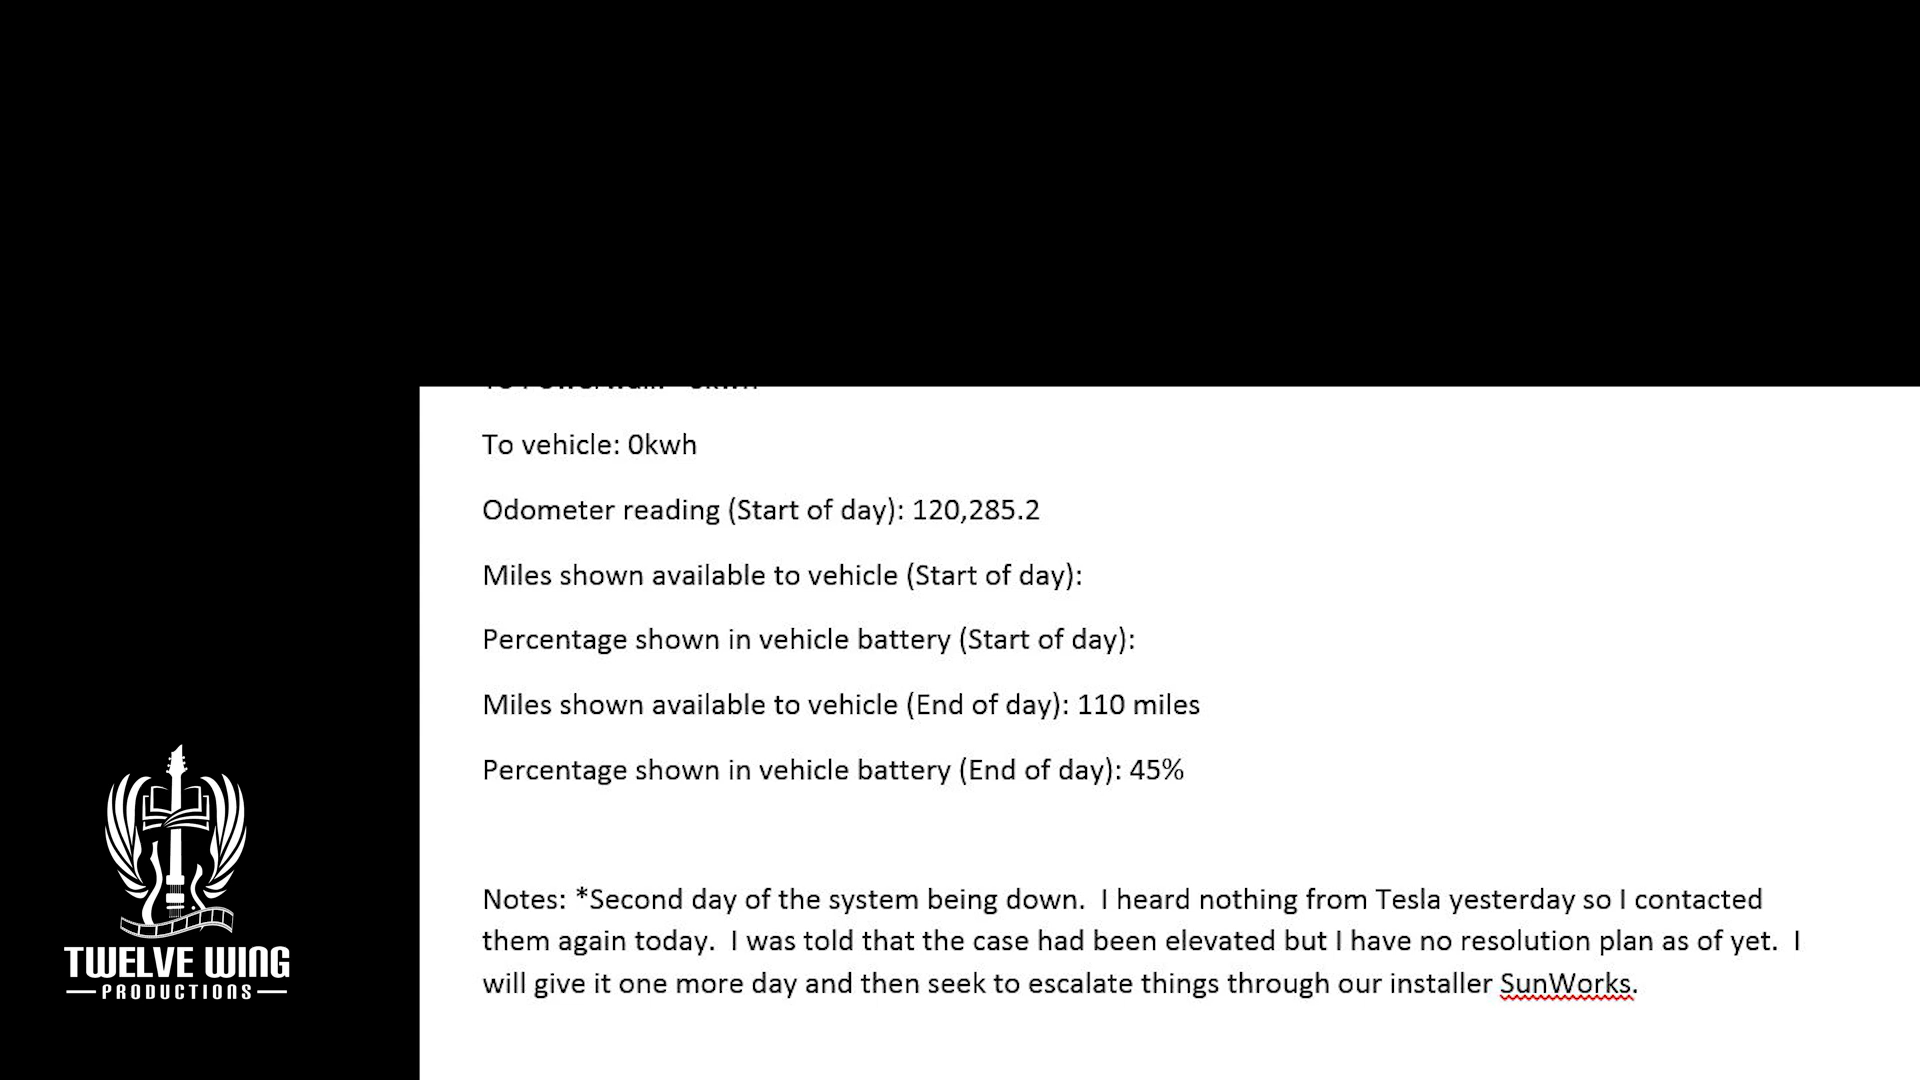 To vehicle: 0kwh
Odometer reading (Start of day): 120,285.2
Miles shown available to vehicle (Start of day):
Percentage shown in vehicle battery (Start of day):
Miles shown available to vehicle (End of day): 110 miles
Percentage shown in vehicle battery (End of day): 45%
Notes: *Second day of the system being down.  I heard nothing from Tesla yesterday so I contacted
them again today.  I was told that the case had been elevated but I have no resolution plan as of yet.  I
will give it one more day and then seek to escalate things through our installer SunWorks.
TWELVE WING
PRODUCTIONS